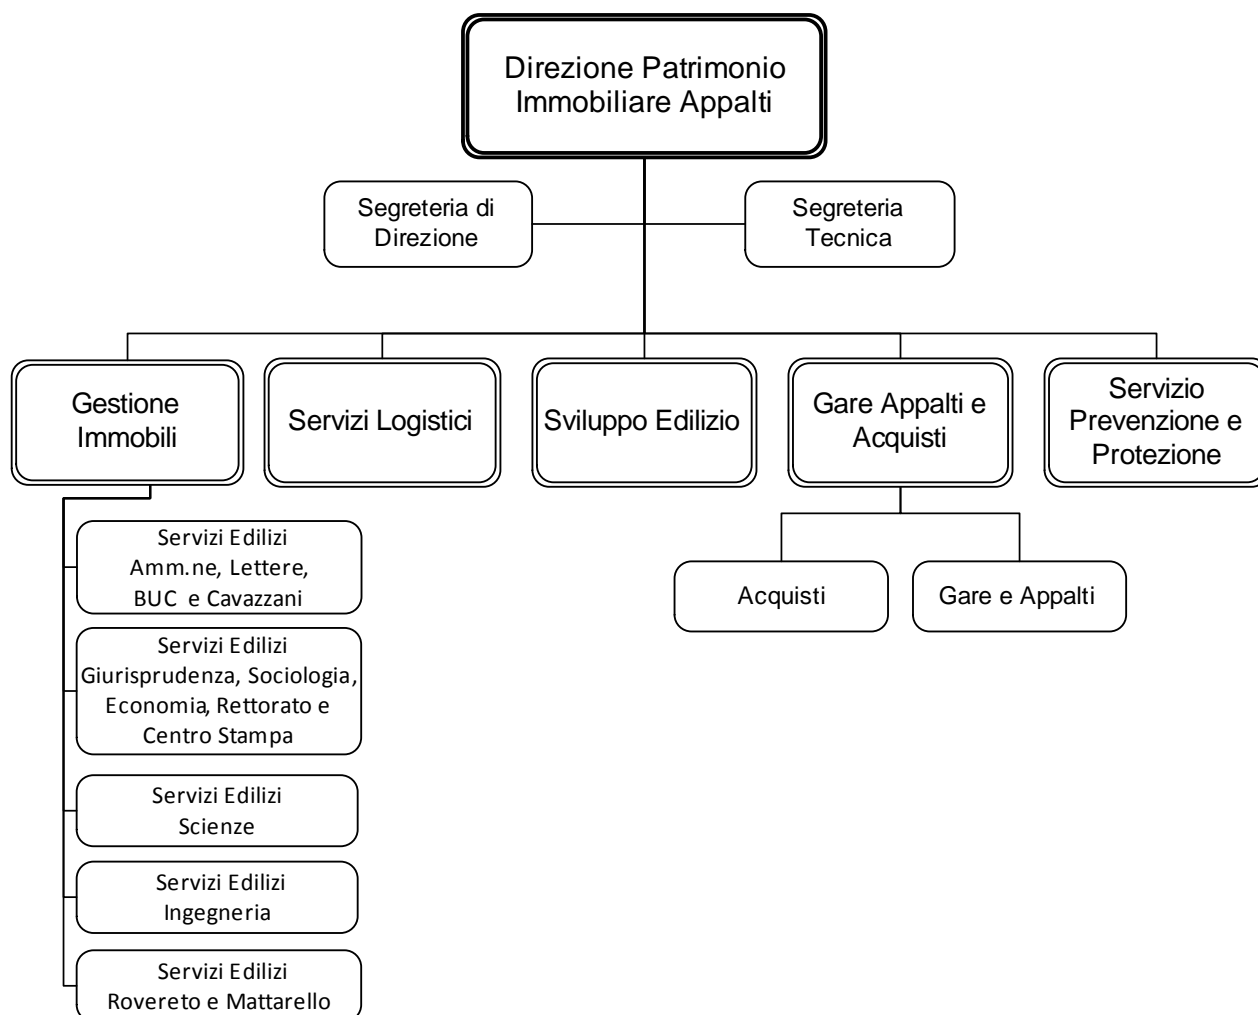 Direzione Patrimonio
Immobiliare Appalti
Segreteria di
Direzione
Segreteria
Tecnica
Gestione
Immobili
Servizi Logistici
Sviluppo Edilizio
Gare Appalti e
Acquisti
Servizio
Prevenzione e
Protezione
Servizi Edilizi
Amm.ne, Lettere,
BUC e Cavazzani
Servizi Edilizi
Giurisprudenza, Sociologia,
Economia, Rettorato e
Centro Stampa
Servizi Edilizi
Scienze
Servizi Edilizi
Ingegneria
Servizi Edilizi
Rovereto e Mattarello
Acquisti
Gare e Appalti